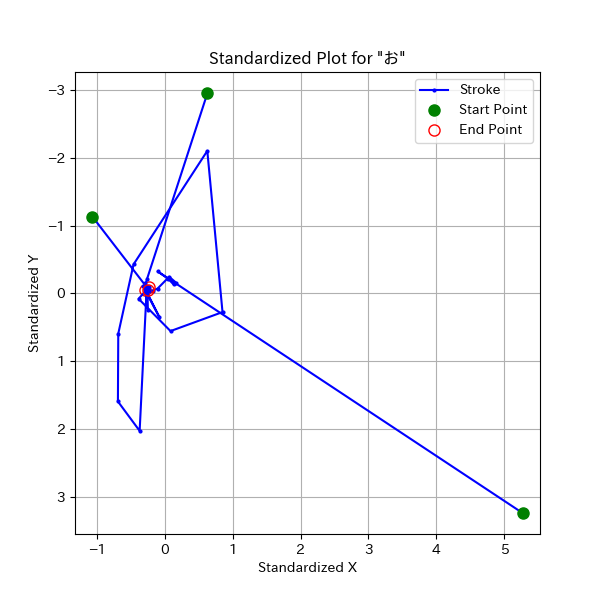 Standardized Plot for "お"
Stroke
Start Point
End Point
Standardized Y
−3
−2
−1
0
1
2
3
−1 0 1 2 3 4 5
Standardized X